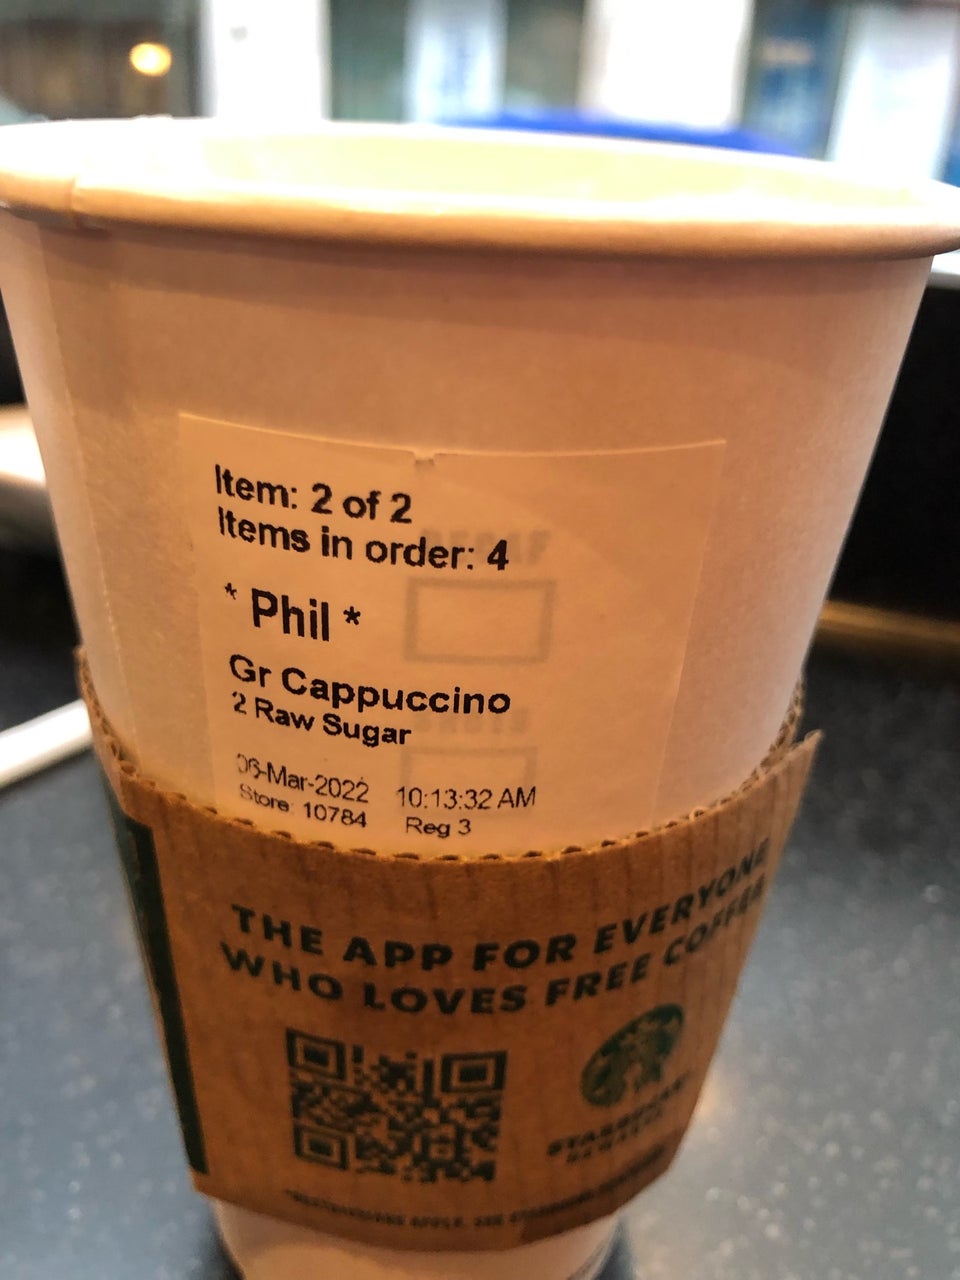 Item: 2 of 2
Items in order: 4
* Phil *
Gr Cappuccino
2 Raw Sugar
06-Mar-2022 10:13:32 AM
Store: 10784 Reg 3
THE APP FOR EVERYONE
WHO LOVES FREE COFFEE
STARBUCKS